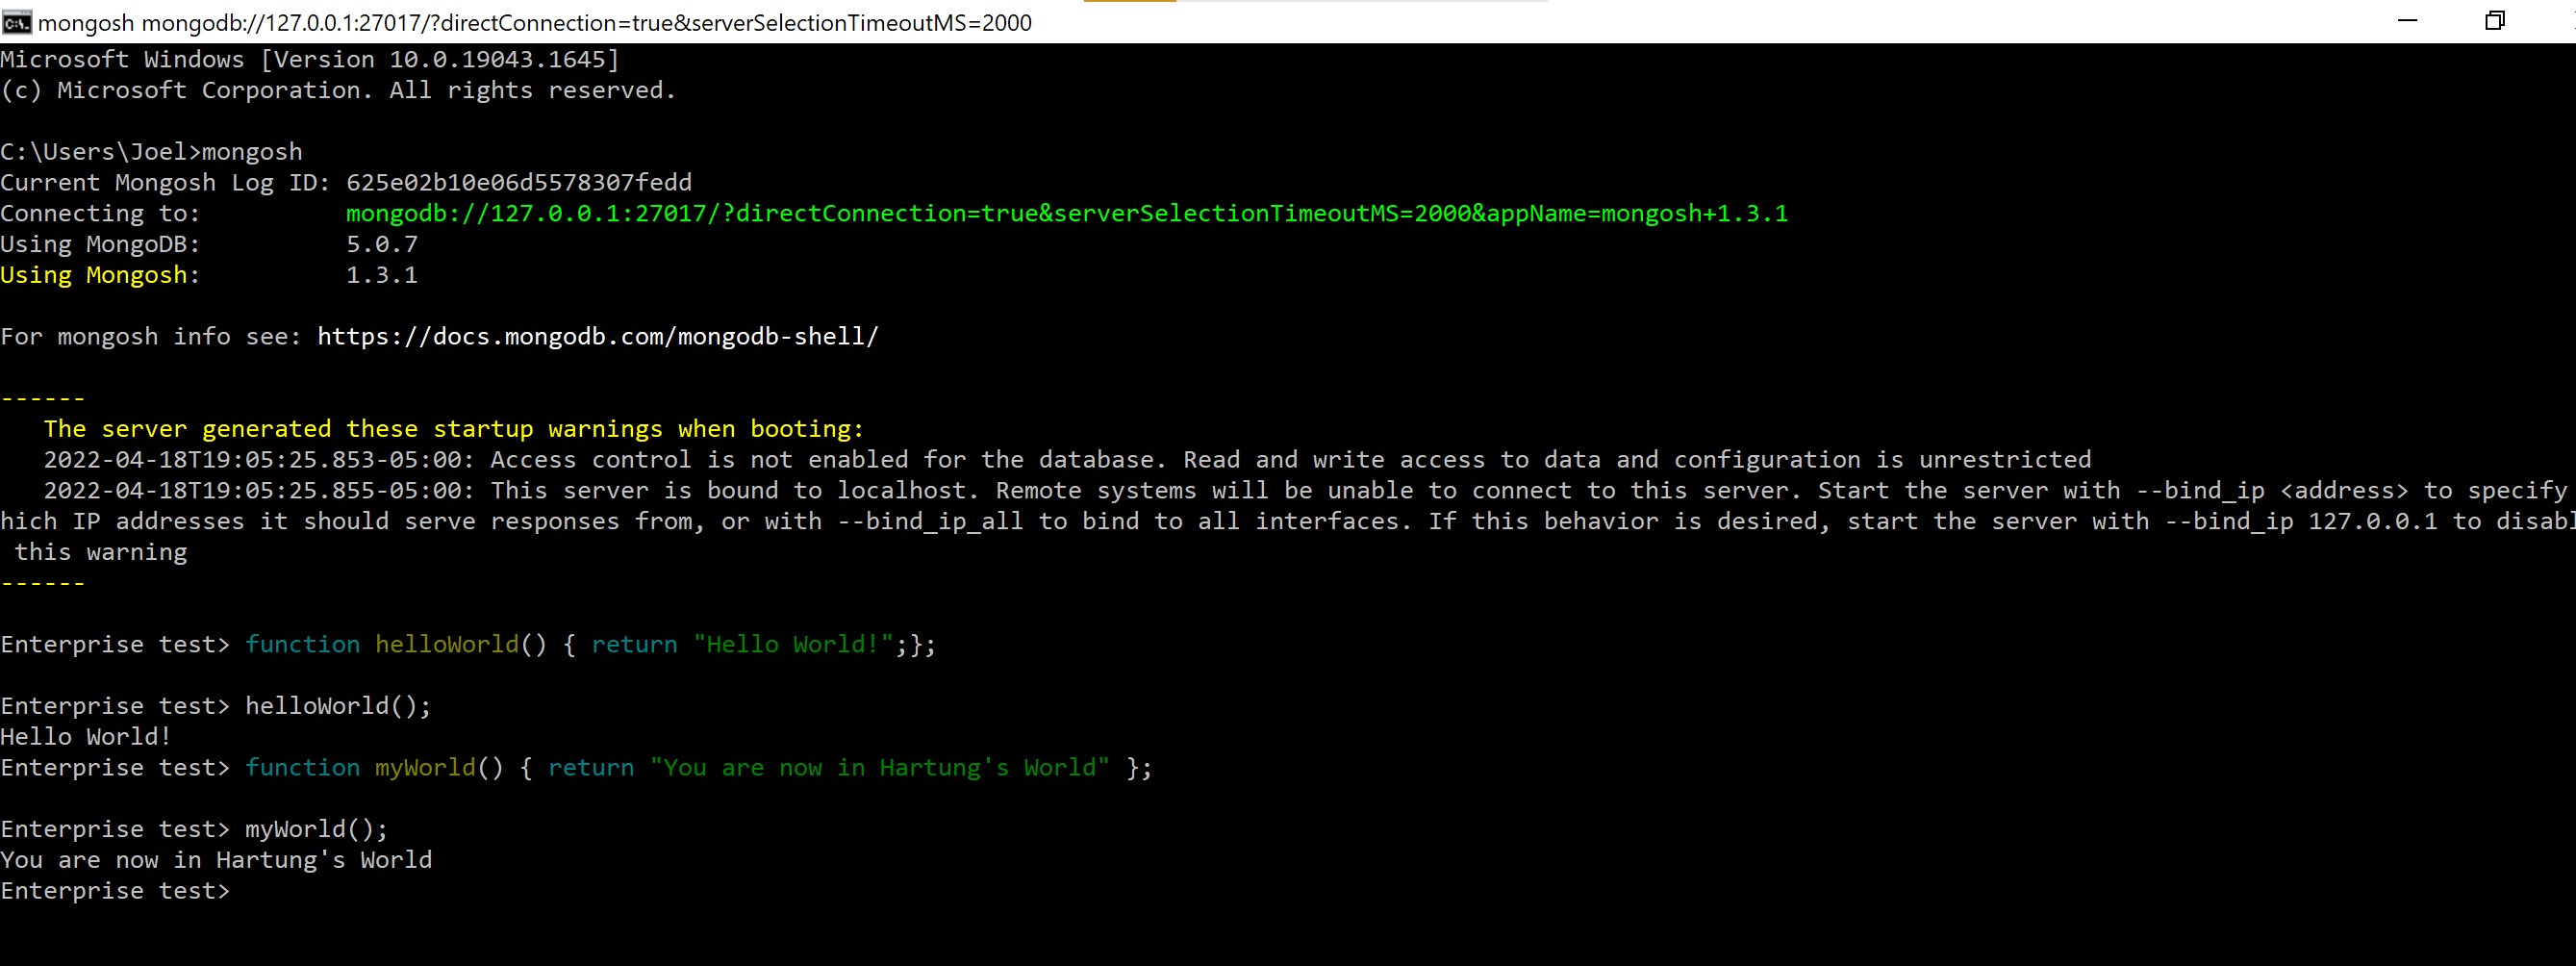 mongosh mongodb://127.0.0.1:27017/?directConnection=true&serverSelectionTimeoutMS=2000
Microsoft Windows [Version 10.0.19043.1645]
(c) Microsoft Corporation. All rights reserved.
C:\Users\Joel>mongosh
Current Mongosh Log ID: 625e02b10e06d5578307fedd
Connecting to: mongodb://127.0.0.1:27017/?directConnection=true&serverSelectionTimeoutMS=2000&appName=mongosh+1.3.1
Using MongoDB: 5.0.7
Using Mongosh: 1.3.1
For mongosh info see: https://docs.mongodb.com/mongodb-shell/
------
The server generated these startup warnings when booting:
2022-04-18T19:05:25.853-05:00: Access control is not enabled for the database. Read and write access to data and configuration is unrestricted
2022-04-18T19:05:25.855-05:00: This server is bound to localhost. Remote systems will be unable to connect to this server. Start the server with --bind_ip <address> to specify
hich IP addresses it should serve responses from, or with --bind_ip_all to bind to all interfaces. If this behavior is desired, start the server with --bind_ip 127.0.0.1 to disabl
this warning
------
Enterprise test> function helloWorld() { return "Hello World!";};
Enterprise test> helloWorld();
Hello World!
Enterprise test> function myWorld() { return "You are now in Hartung's World" };
Enterprise test> myWorld();
You are now in Hartung's World
Enterprise test>